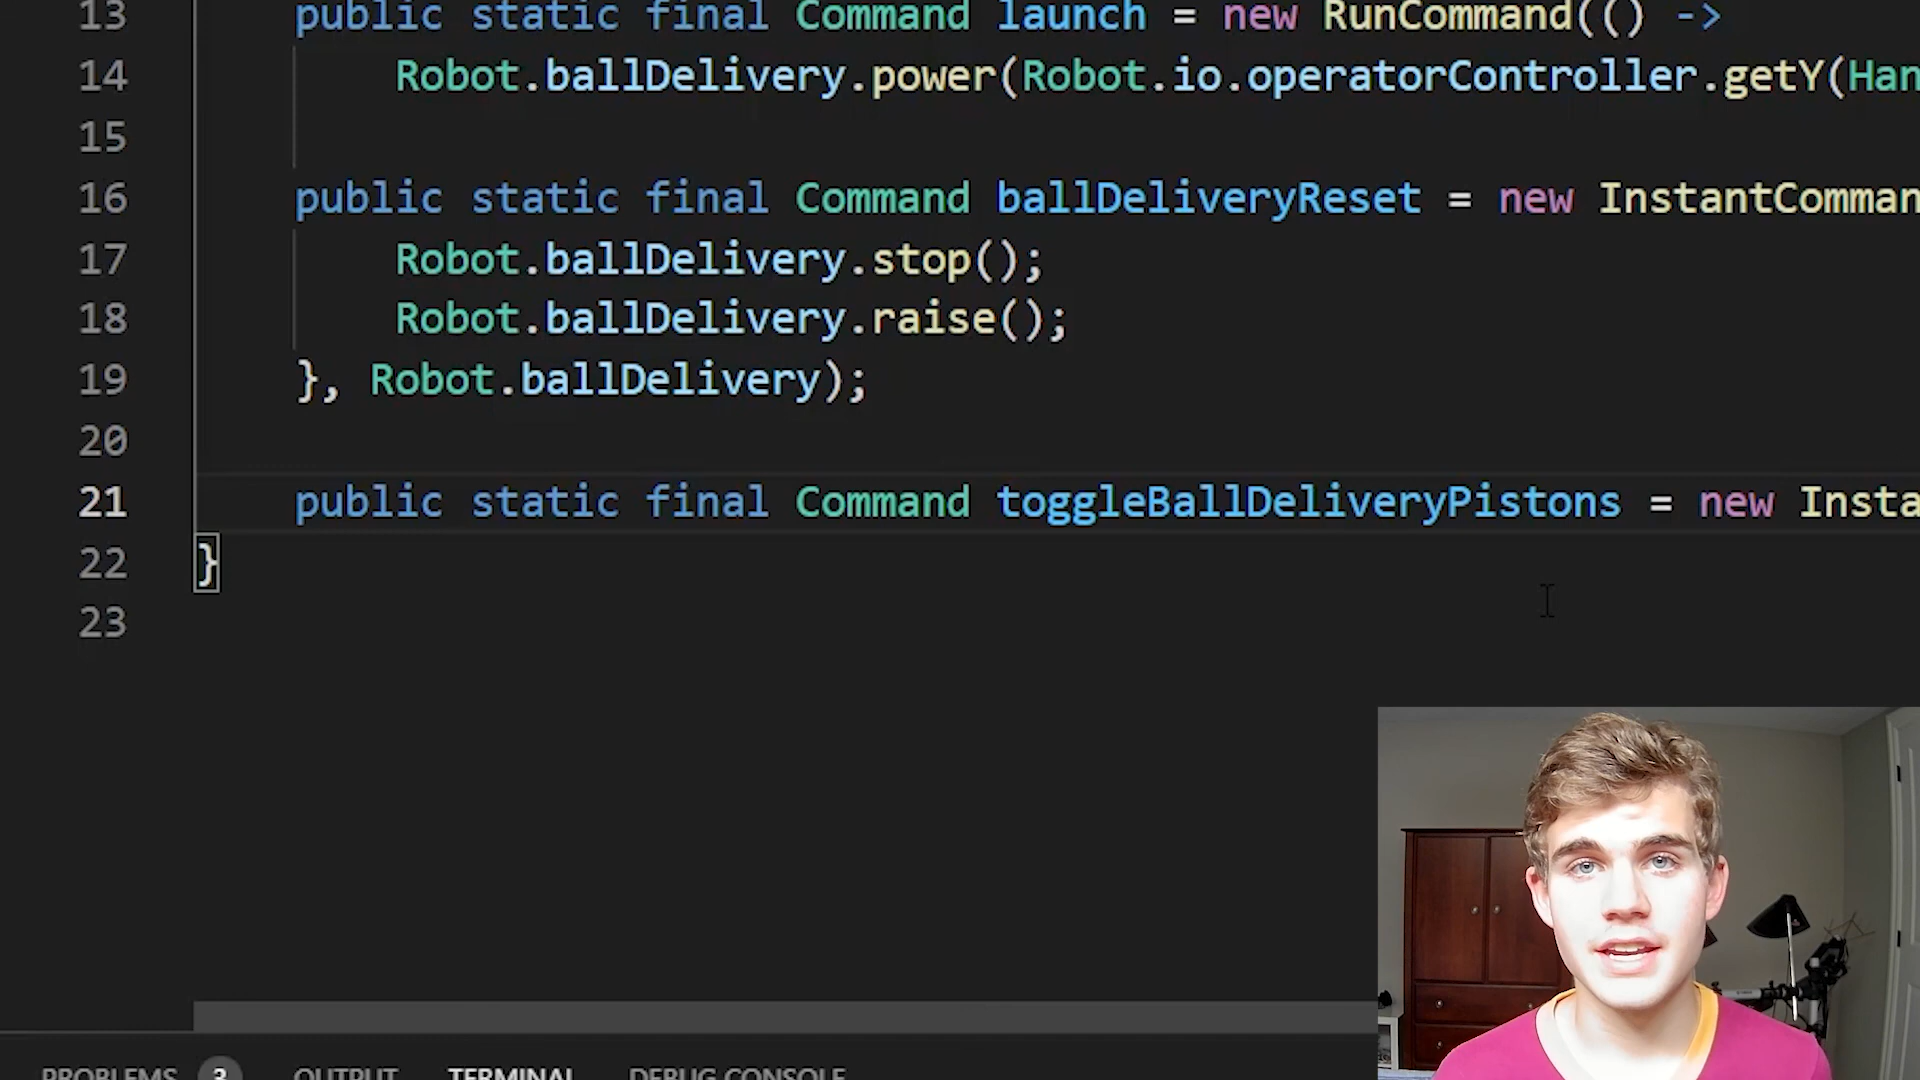 13 public static final Command launch = new RunCommand(() ->
14 Robot.ballDelivery.power(Robot.io.operatorController.getY(Han
15
16 public static final Command ballDeliveryReset = new InstantComman
17 Robot.ballDelivery.stop();
18 Robot.ballDelivery.raise();
19 }, Robot.ballDelivery);
20
21 public static final Command toggleBallDeliveryPistons = new Insta
22 }
23
PROBLEMS 3 OUTPUT TERMINAL DEBUG CONSOLE